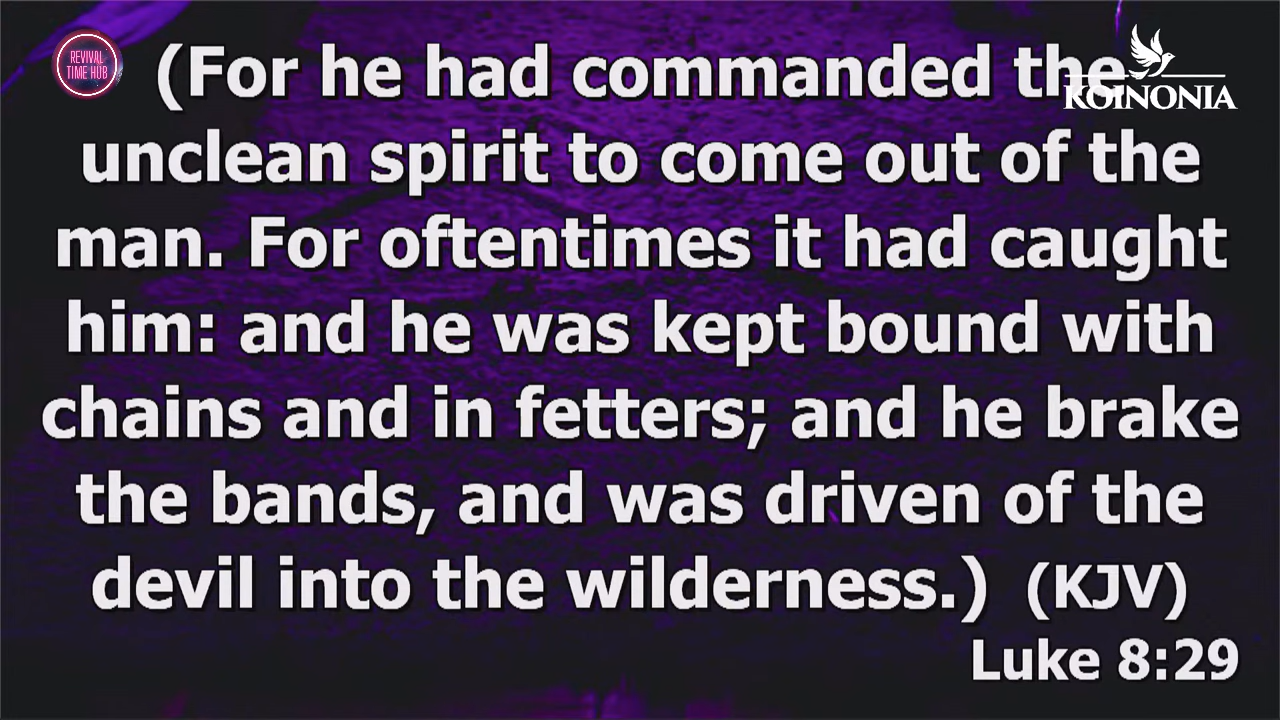 REVIVAL
TIME HUB
KOINONIA
(For he had commanded the
unclean spirit to come out of the
man. For oftentimes it had caught
him: and he was kept bound with
chains and in fetters; and he brake
the bands, and was driven of the
devil into the wilderness.) (KJV)
Luke 8:29